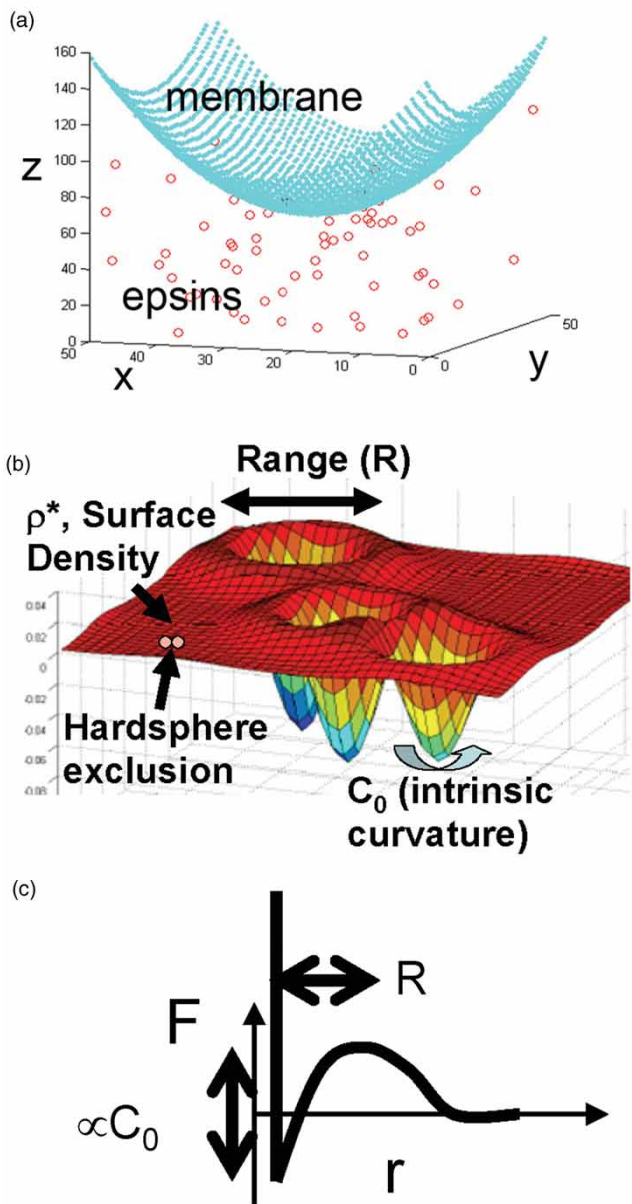 (a)
160
140
120
100
80
60
40
20
0
membrane
z
epsins
50
40
30
20
10
0
0
50
x
y
(b)
Range (R)
ρ*, Surface
Density
0.04
0.02
0
-0.02
-0.04
-0.06
-0.08
Hardsphere
exclusion
C₀ (intrinsic
curvature)
(c)
R
F
∝C₀
r